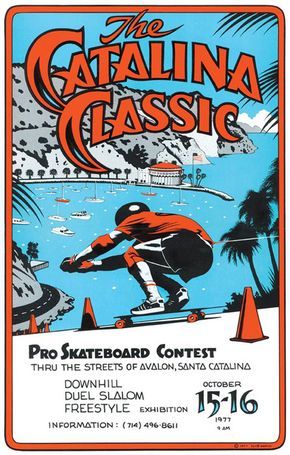 The
CATALINA
CLASSIC
PRO SKATEBOARD CONTEST
THRU THE STREETS OF AVALON, SANTA CATALINA
DOWNHILL
DUEL SLALOM
FREESTYLE EXHIBITION
OCTOBER
15-16
1977
9 AM
INFORMATION: (714) 496-8611